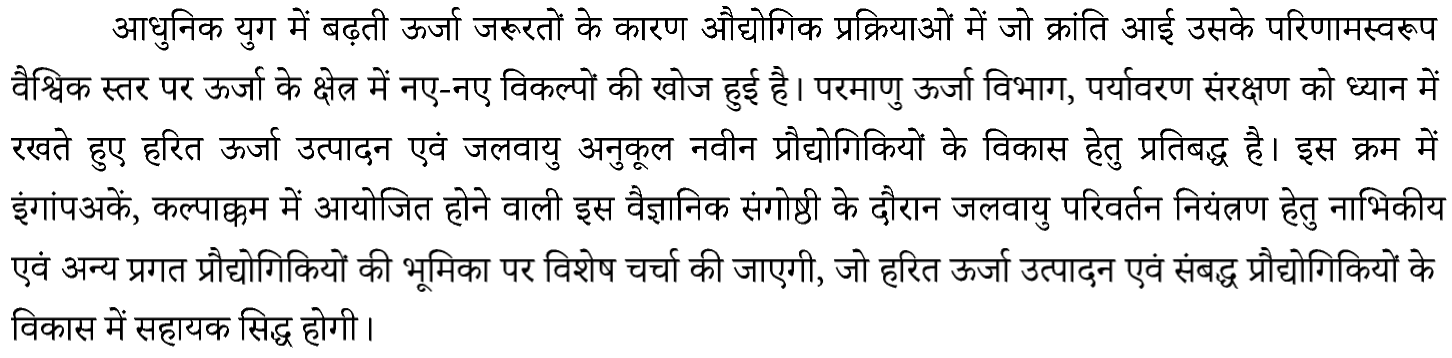 आधुनिक युग में बढ़ती ऊर्जा जरूरतों के कारण औद्योगिक प्रक्रियाओं में जो क्रांति आई उसके परिणामस्वरूप
वैश्विक स्तर पर ऊर्जा के क्षेत्र में नए-नए विकल्पों की खोज हुई है। परमाणु ऊर्जा विभाग, पर्यावरण संरक्षण को ध्यान में
रखते हुए हरित ऊर्जा उत्पादन एवं जलवायु अनुकूल नवीन प्रौद्योगिकियों के विकास हेतु प्रतिबद्ध है। इस क्रम में
इंगांपअकें, कल्पाक्कम में आयोजित होने वाली इस वैज्ञानिक संगोष्ठी के दौरान जलवायु परिवर्तन नियंत्रण हेतु नाभिकीय
एवं अन्य प्रगत प्रौद्योगिकियों की भूमिका पर विशेष चर्चा की जाएगी, जो हरित ऊर्जा उत्पादन एवं संबद्ध प्रौद्योगिकियों के
विकास में सहायक सिद्ध होगी।